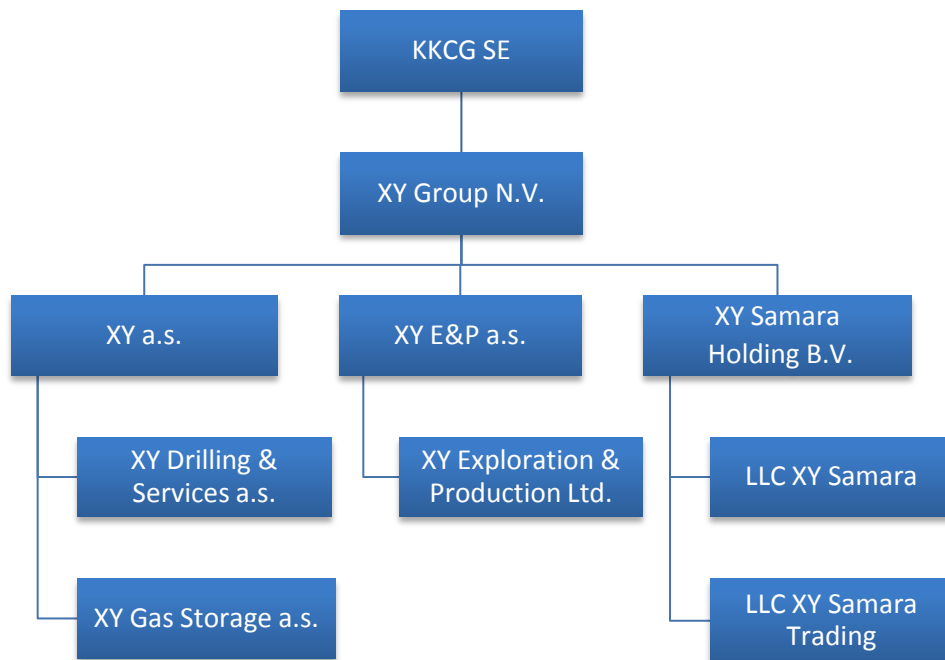 KKCG SE
XY Group N.V.
XY a.s.
XY E&P a.s.
XY Samara
Holding B.V.
XY Drilling &
Services a.s.
XY Exploration &
Production Ltd.
LLC XY Samara
XY Gas Storage a.s.
LLC XY Samara
Trading